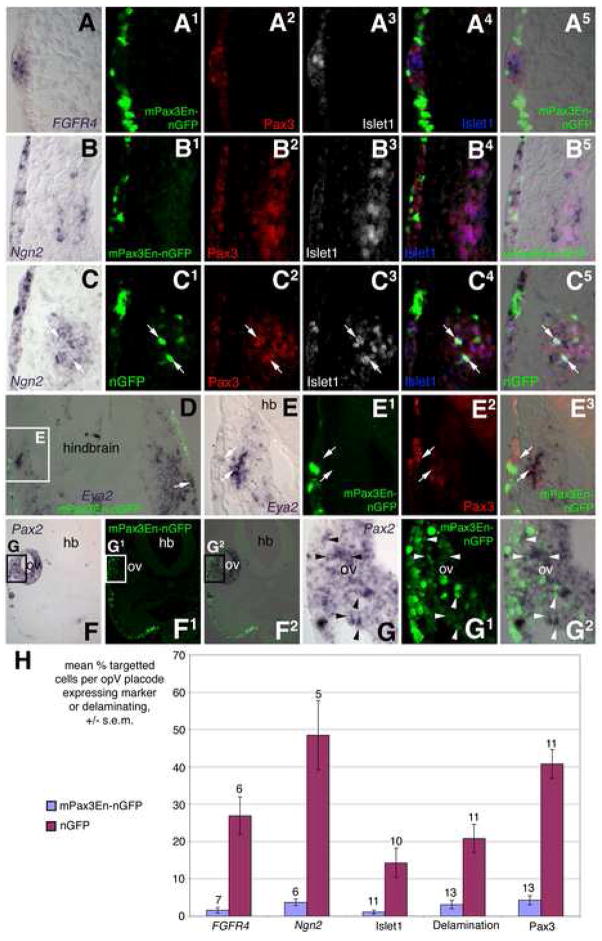 A A¹ A² A³ A⁴ A⁵
FGFR4 mPax3En-nGFP Pax3 Islet1 Islet1 mPax3En-nGFP
B B¹ B² B³ B⁴ B⁵
Ngn2 mPax3En-nGFP Pax3 Islet1 Islet1 mPax3En-nGFP
C C¹ C² C³ C⁴ C⁵
Ngn2 nGFP Pax3 Islet1 Islet1 nGFP
D E hb E¹ E² E³
E hindbrain
Eya2 Eya2 mPax3En-nGFP Pax3 mPax3En-nGFP
mPax3En-nGFP
Pax2 mPax3En-nGFP Pax2 mPax3En-nGFP
G hb G¹ hb G² hb
ov ov ov ov ov
F F¹ F² G G¹ G²
H
mean % targetted
cells per opV placode
expressing marker
or delaminating,
+/- s.e.m.
70
60
50
40
30
20
10
0
mPax3En-nGFP
nGFP
7 6 6 5 11 10 13 11 13 11
FGFR4 Ngn2 Islet1 Delamination Pax3